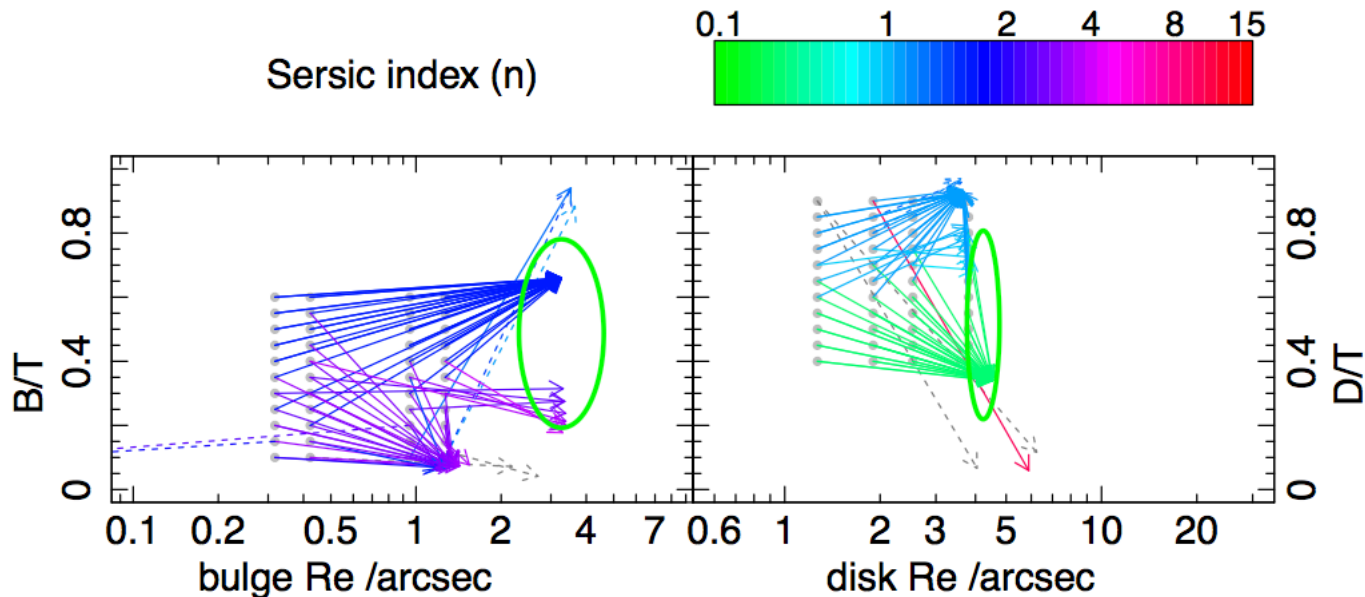 0.1 1 2 4 8 15
Sersic index (n)
B/T
0 0.4 0.8
0.1 0.2 0.5 1 2 4 7
bulge Re /arcsec
0.6 1 2 3 5 10 20
disk Re /arcsec
0 0.4 0.8
D/T